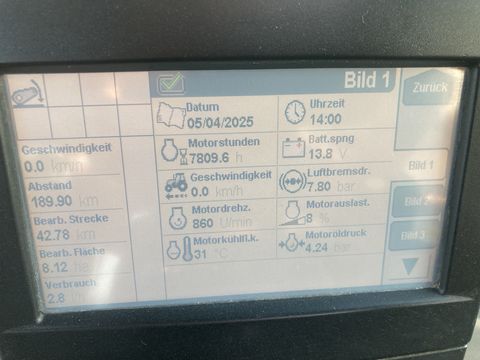 Bild 1
Zurück
Datum
05/04/2025
Uhrzeit
14:00
Geschwindigkeit
0.0 km/h
Motorstunden
7809.6 h
Batt.spng
13.8 V
Bild 1
Abstand
189.90 km
Geschwindigkeit
0.0 km/h
Luftbremsdr.
7.80 bar
Bild 2
Bearb. Strecke
42.78 km
Motordrehz.
860 U/min
Motorauslast.
8 %
Bild 3
Bearb. Fläche
8.12 ha
Motorkühlfl.k.
31 °C
Motoröldruck
4.24 bar
Verbrauch
2.8 l/h